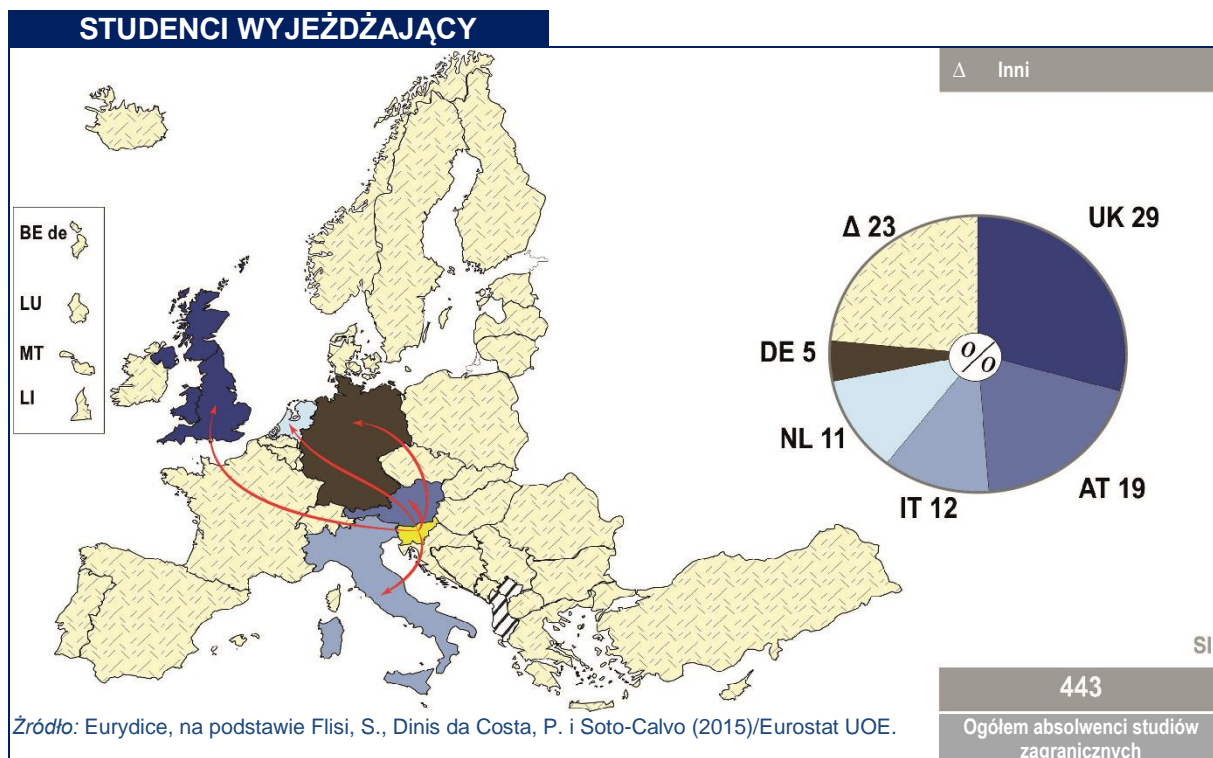 STUDENCI WYJEŻDŻAJĄCY
Δ Inni
BE de
LU
MT
LI
Δ 23
UK 29
DE 5
%
NL 11
AT 19
IT 12
SI
443
Ogółem absolwenci studiów
zagranicznych
Źródło: Eurydice, na podstawie Flisi, S., Dinis da Costa, P. i Soto-Calvo (2015)/Eurostat UOE.